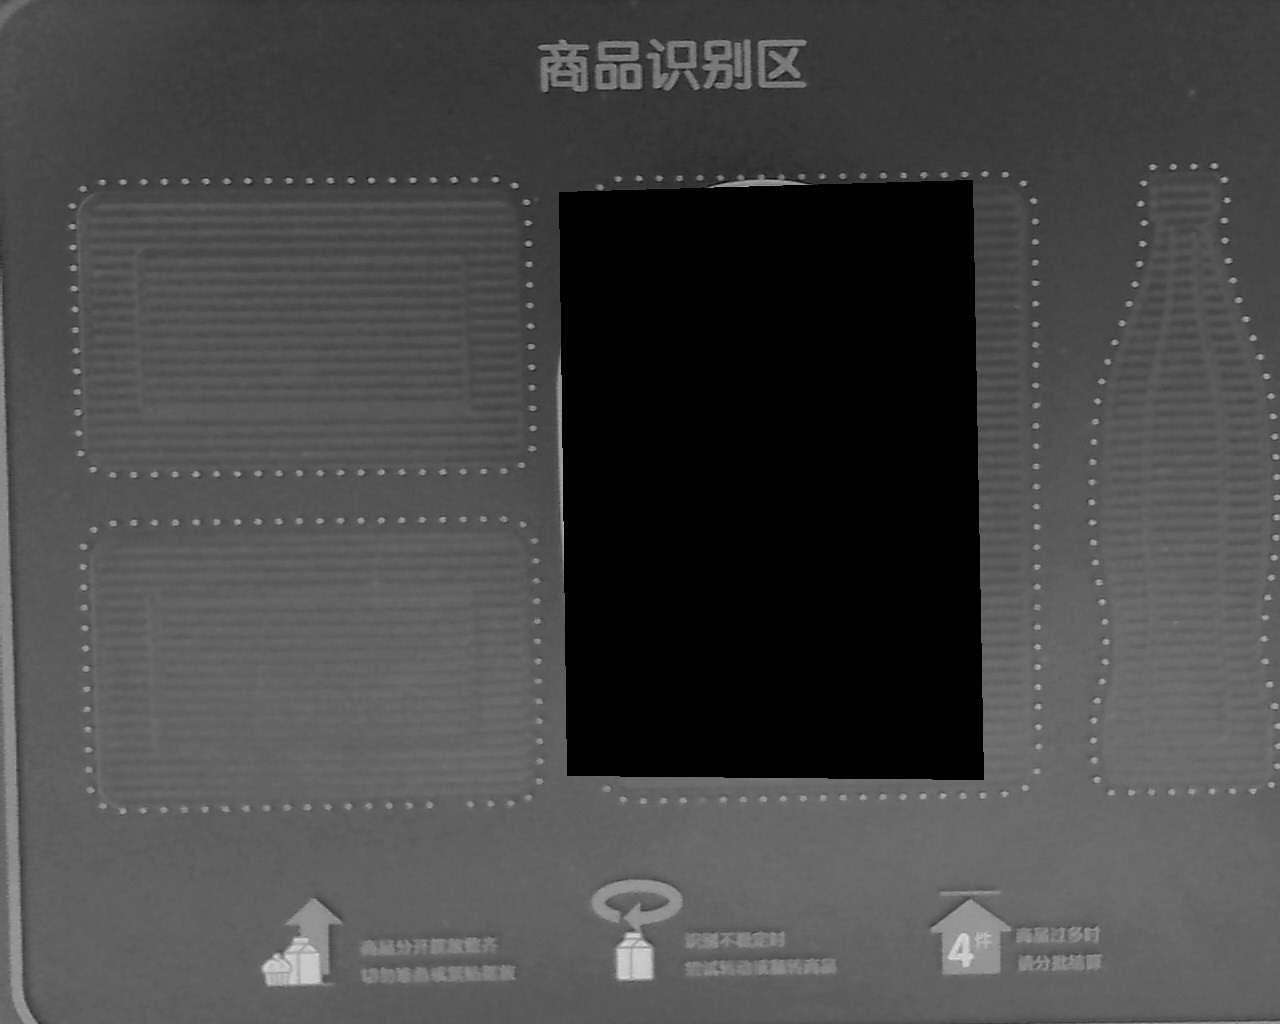 商品识别区
商品分开摆放整齐
切勿堆叠或紧贴摆放
识别不稳定时
尝试转动或翻转商品
4件
商品过多时
请分批结算